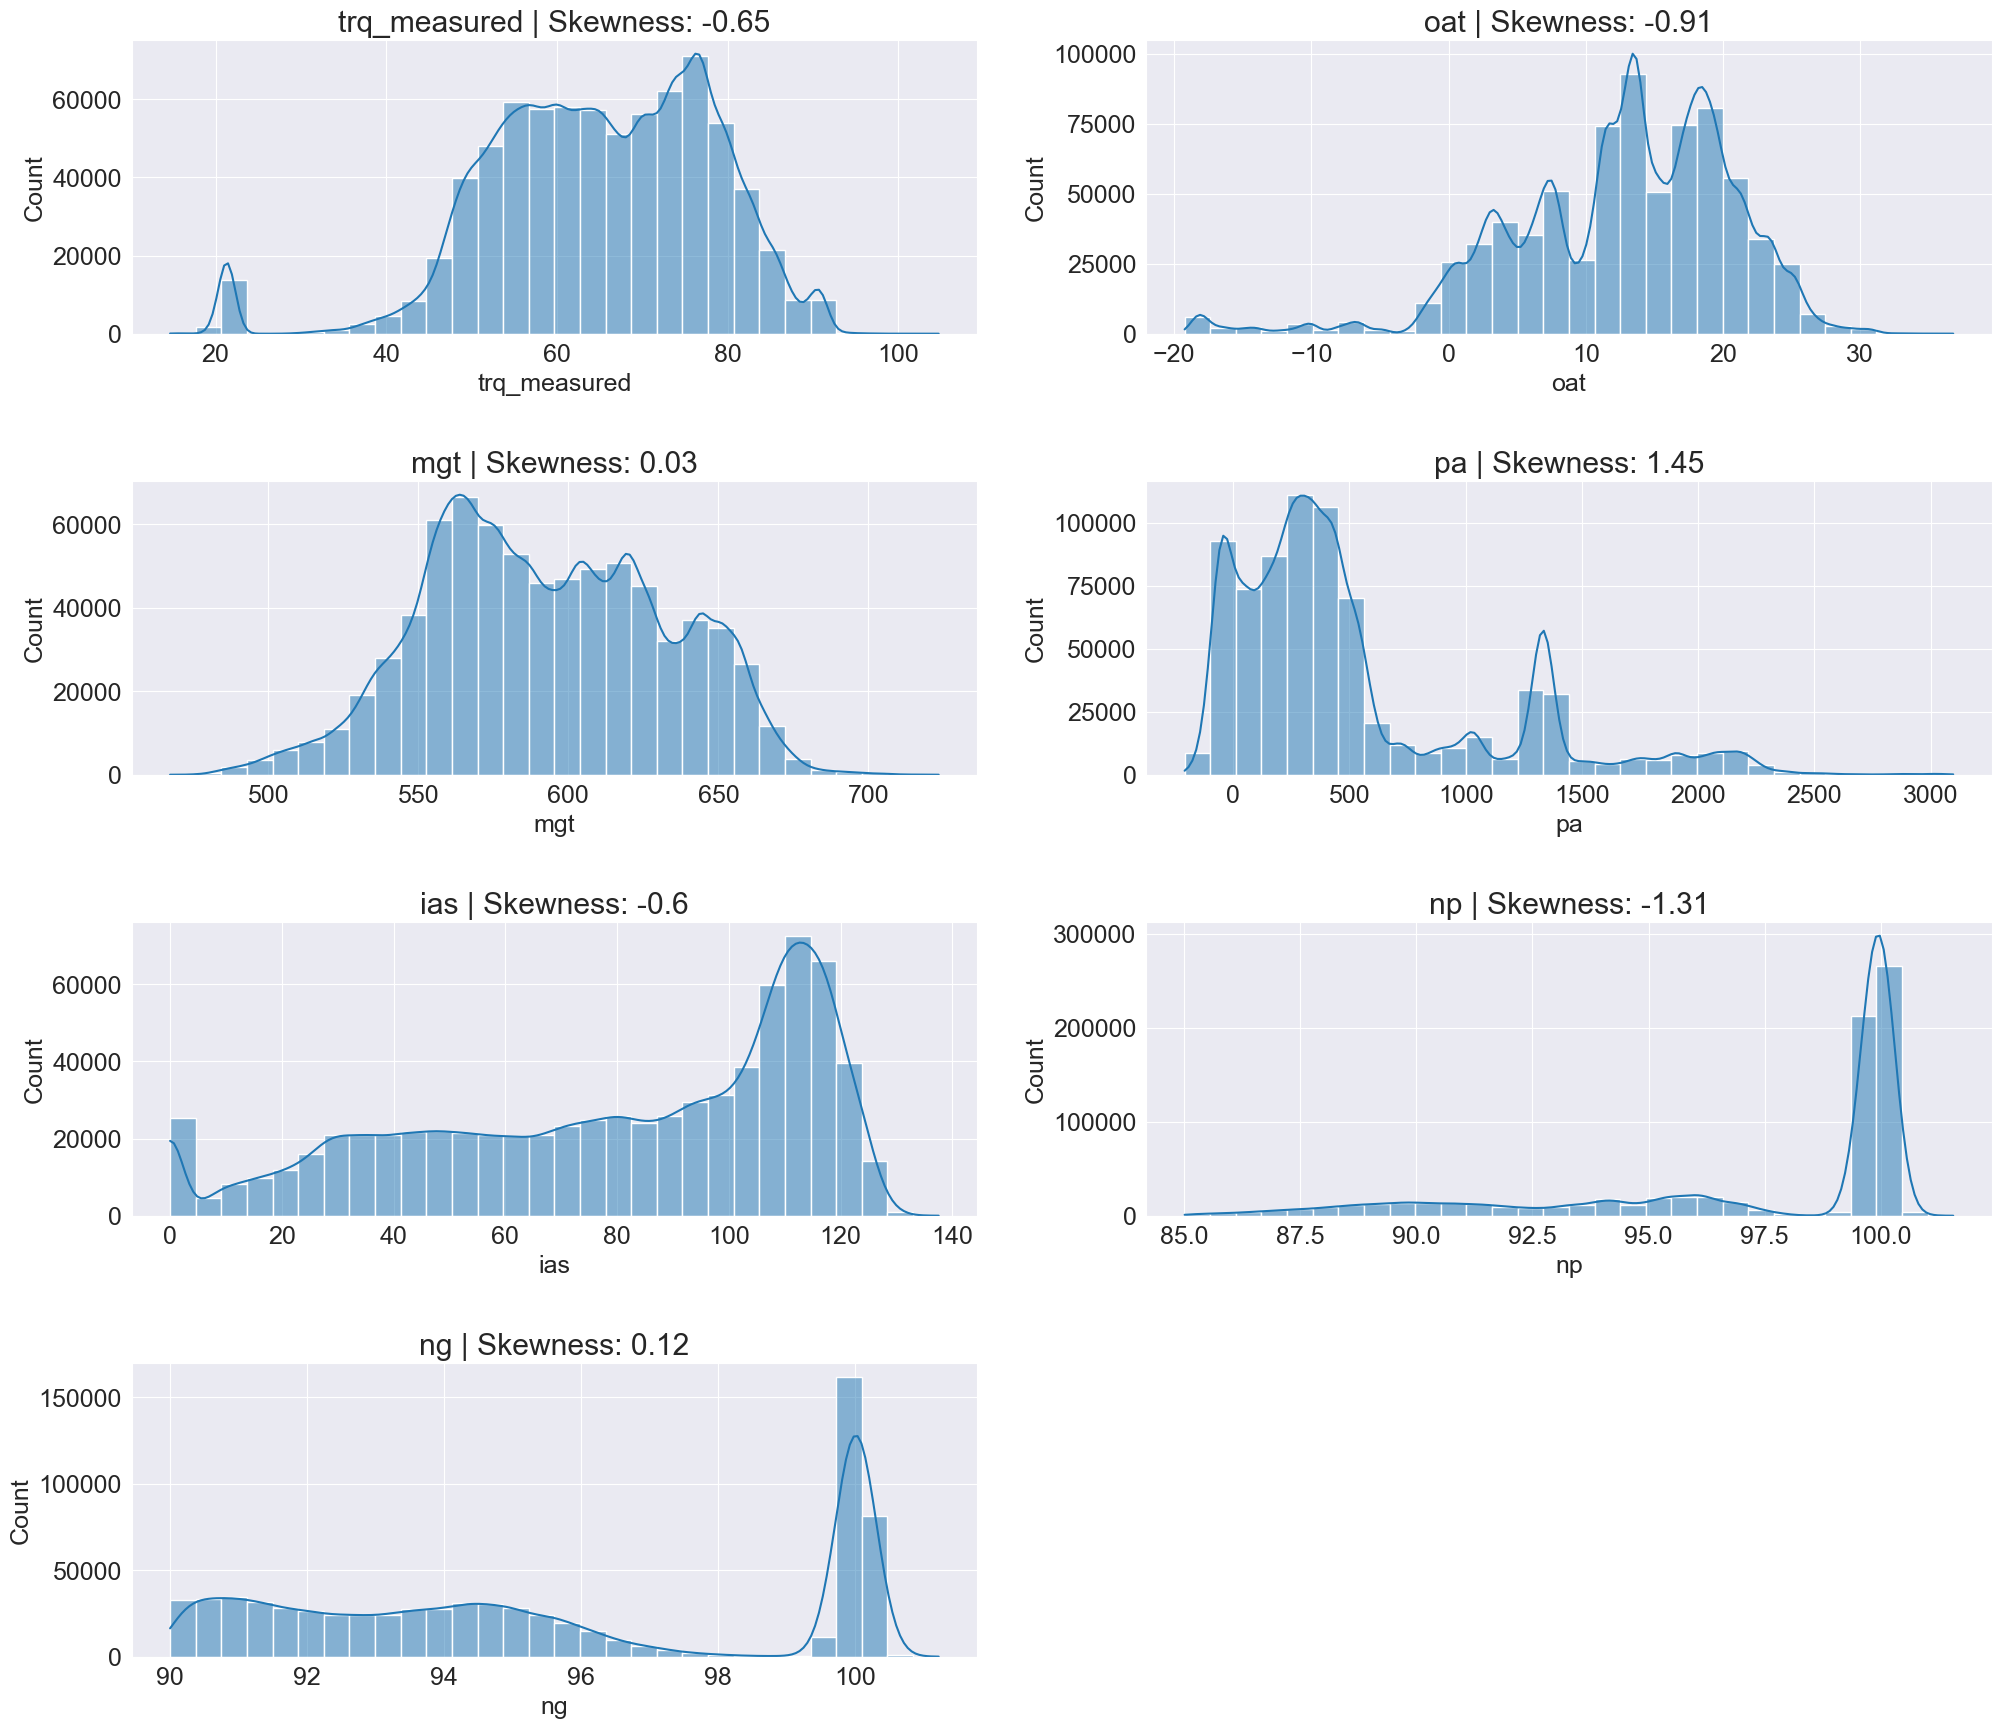 trq_measured | Skewness: -0.65
60000
40000
20000
0
Count
20 40 60 80 100
trq_measured
oat | Skewness: -0.91
100000
75000
50000
25000
0
Count
−20 −10 0 10 20 30
oat
mgt | Skewness: 0.03
60000
40000
20000
0
Count
500 550 600 650 700
mgt
pa | Skewness: 1.45
100000
75000
50000
25000
0
Count
0 500 1000 1500 2000 2500 3000
pa
ias | Skewness: -0.6
60000
40000
20000
0
Count
0 20 40 60 80 100 120 140
ias
np | Skewness: -1.31
300000
200000
100000
0
Count
85.0 87.5 90.0 92.5 95.0 97.5 100.0
np
ng | Skewness: 0.12
150000
100000
50000
0
Count
90 92 94 96 98 100
ng